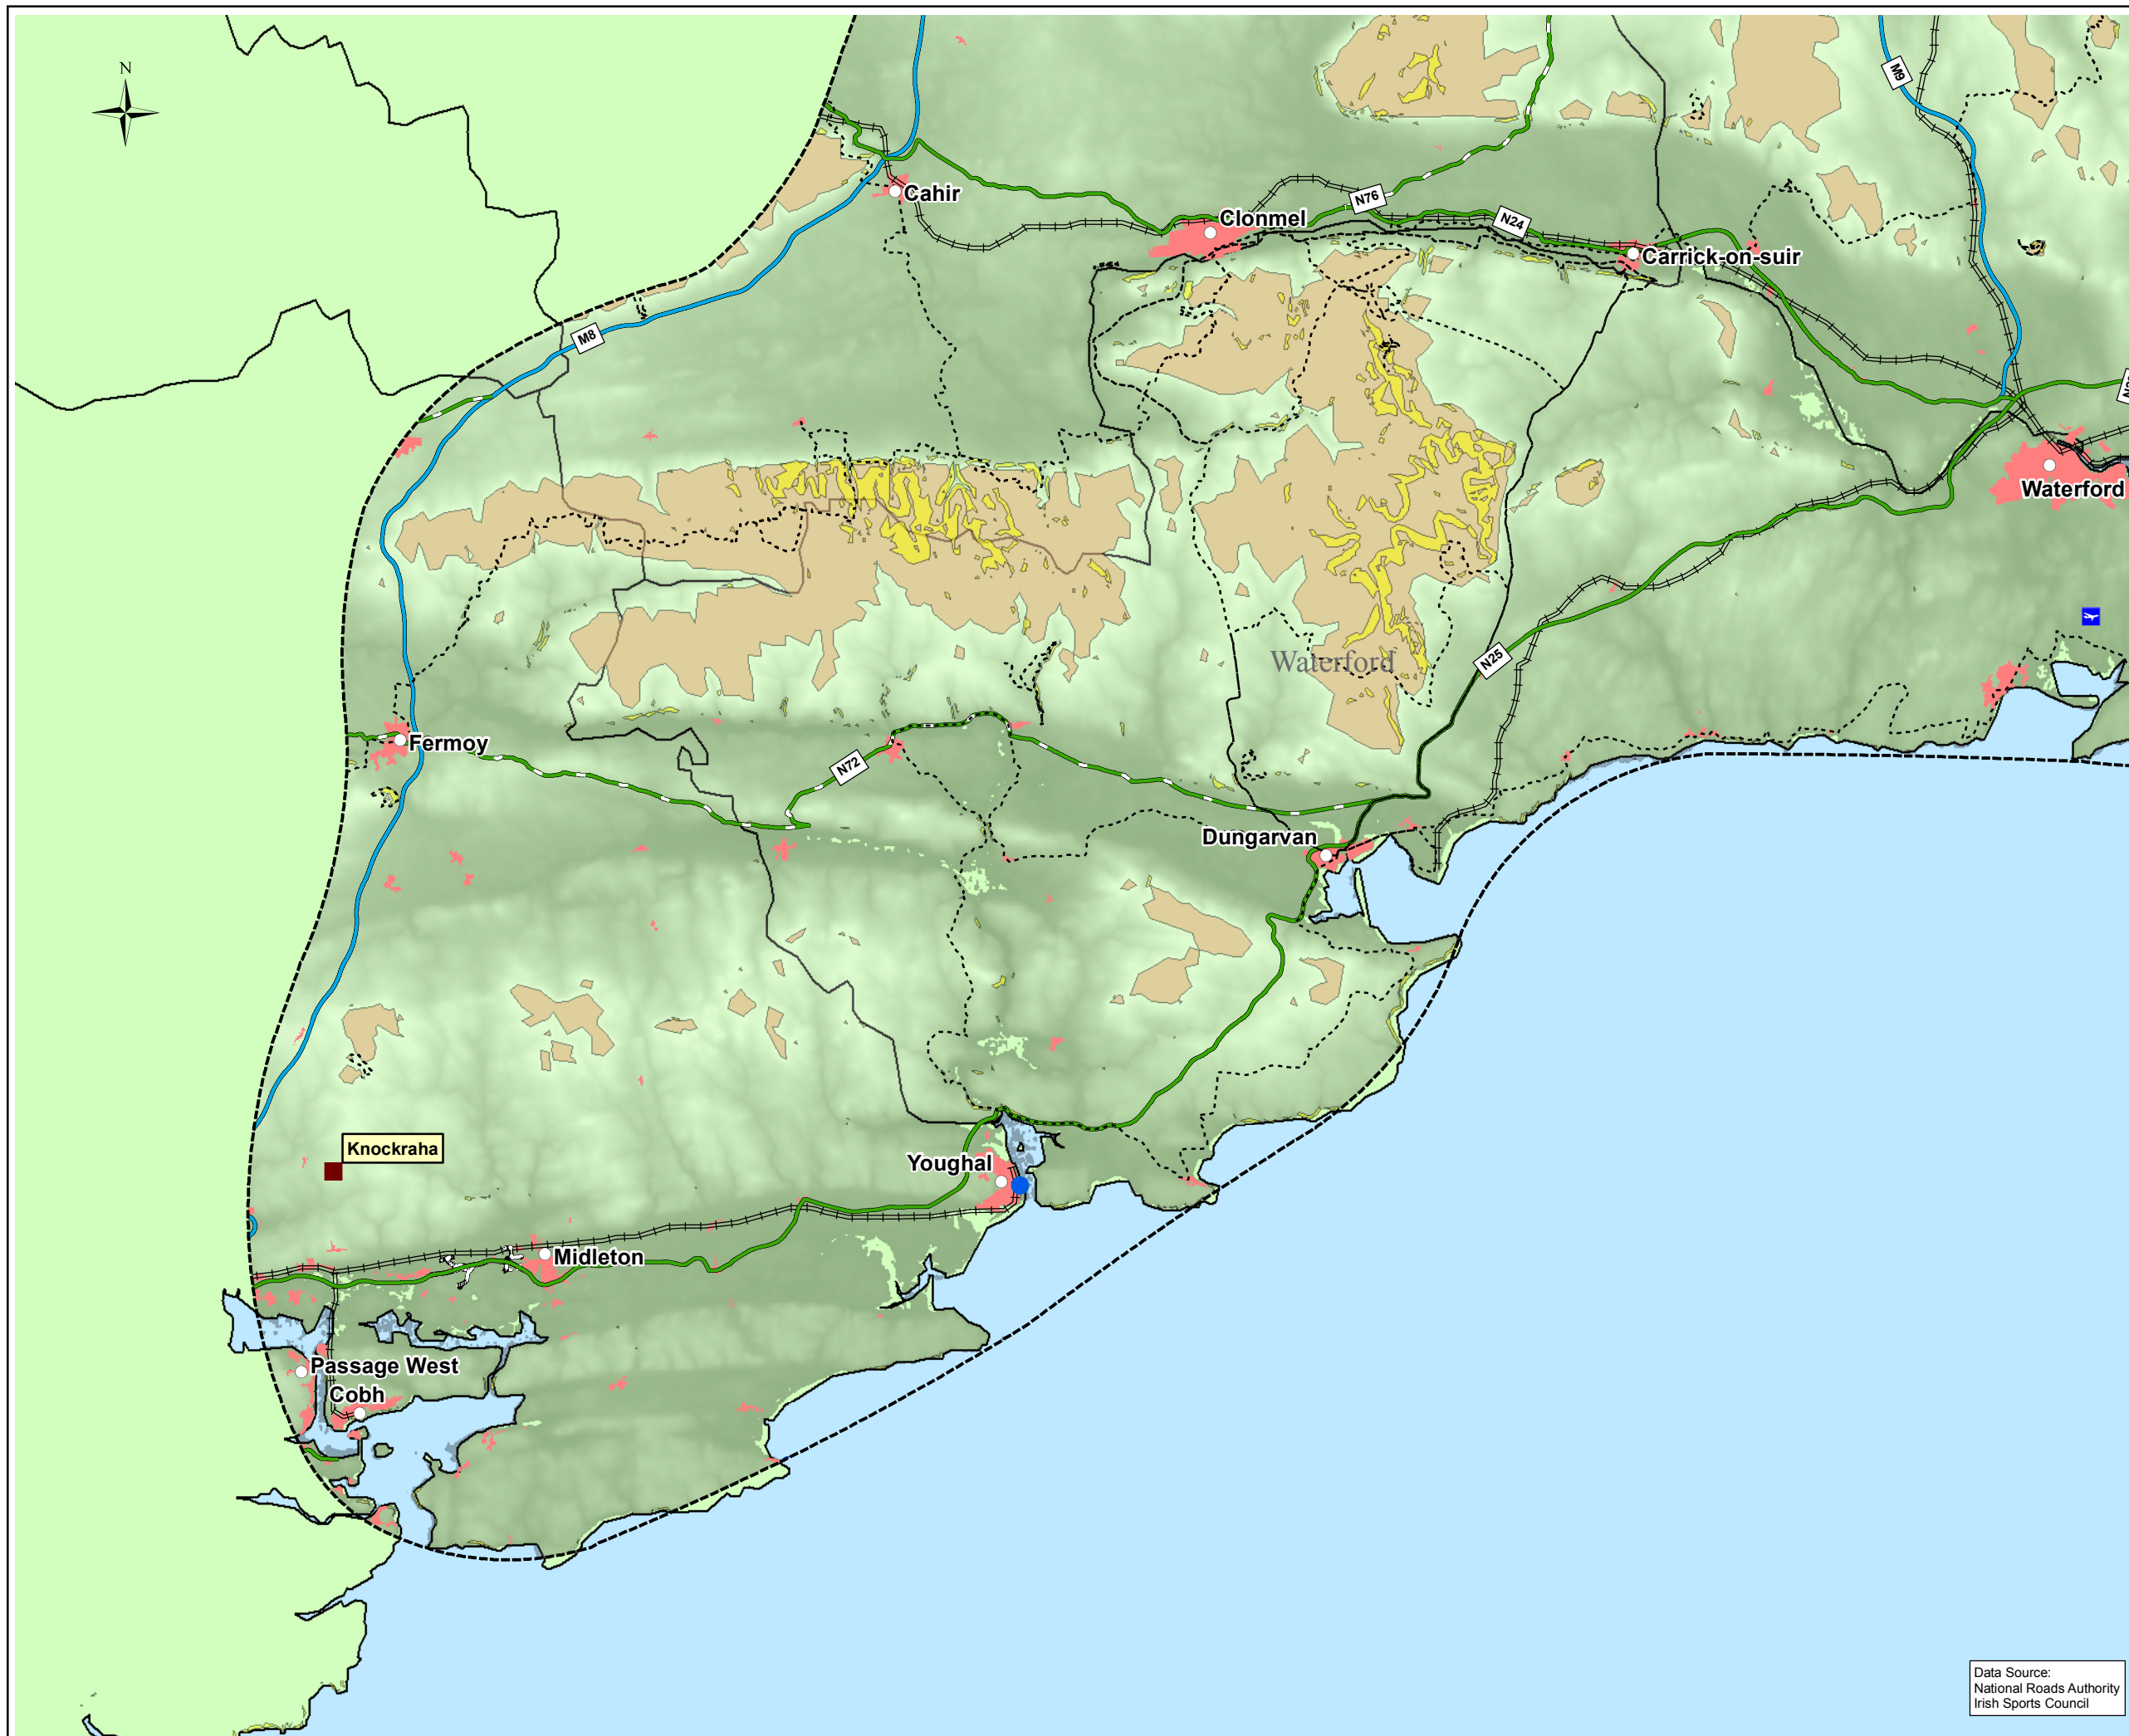 N
M9
Cahir
Clonmel
N76
N24
Carrick-on-suir
M8
Waterford
Waterford
N25
Fermoy
N72
Dungarvan
Knockraha
Youghal
Midleton
Passage West
Cobh
Data Source:
National Roads Authority
Irish Sports Council